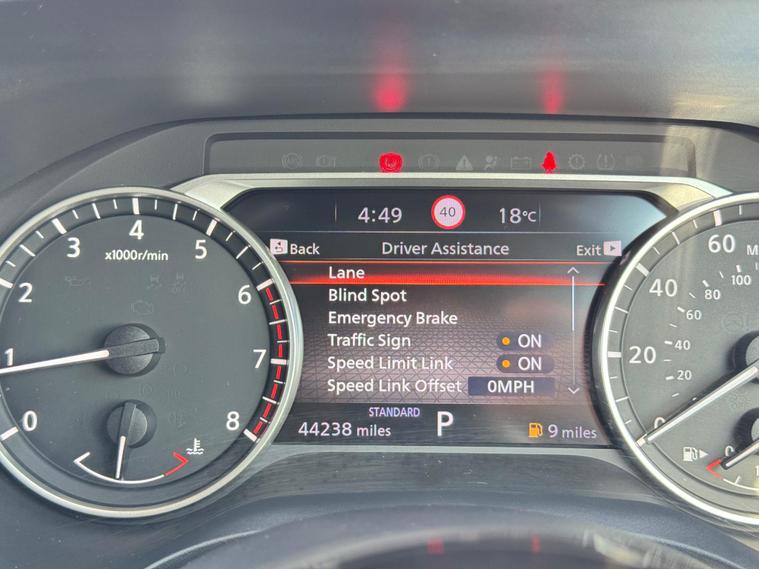 4:49 40 18°C
Back Driver Assistance Exit
Lane
Blind Spot
Emergency Brake
Traffic Sign ON
Speed Limit Link ON
Speed Link Offset 0MPH
STANDARD
44238 miles P 9 miles
x1000r/min
0 1 2 3 4 5 6 7 8
0 20 40 60
20 40 60 80 100
0